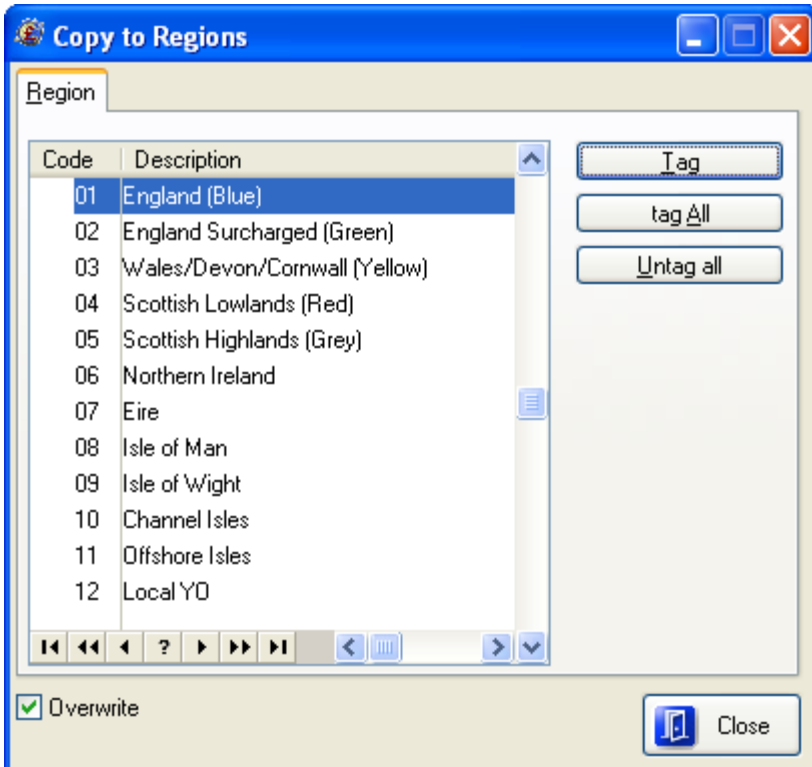 Copy to Regions
Region
Code Description
01 England (Blue)
02 England Surcharged (Green)
03 Wales/Devon/Cornwall (Yellow)
04 Scottish Lowlands (Red)
05 Scottish Highlands (Grey)
06 Northern Ireland
07 Eire
08 Isle of Man
09 Isle of Wight
10 Channel Isles
11 Offshore Isles
12 Local YO
?
Tag
tag All
Untag all
Overwrite
Close